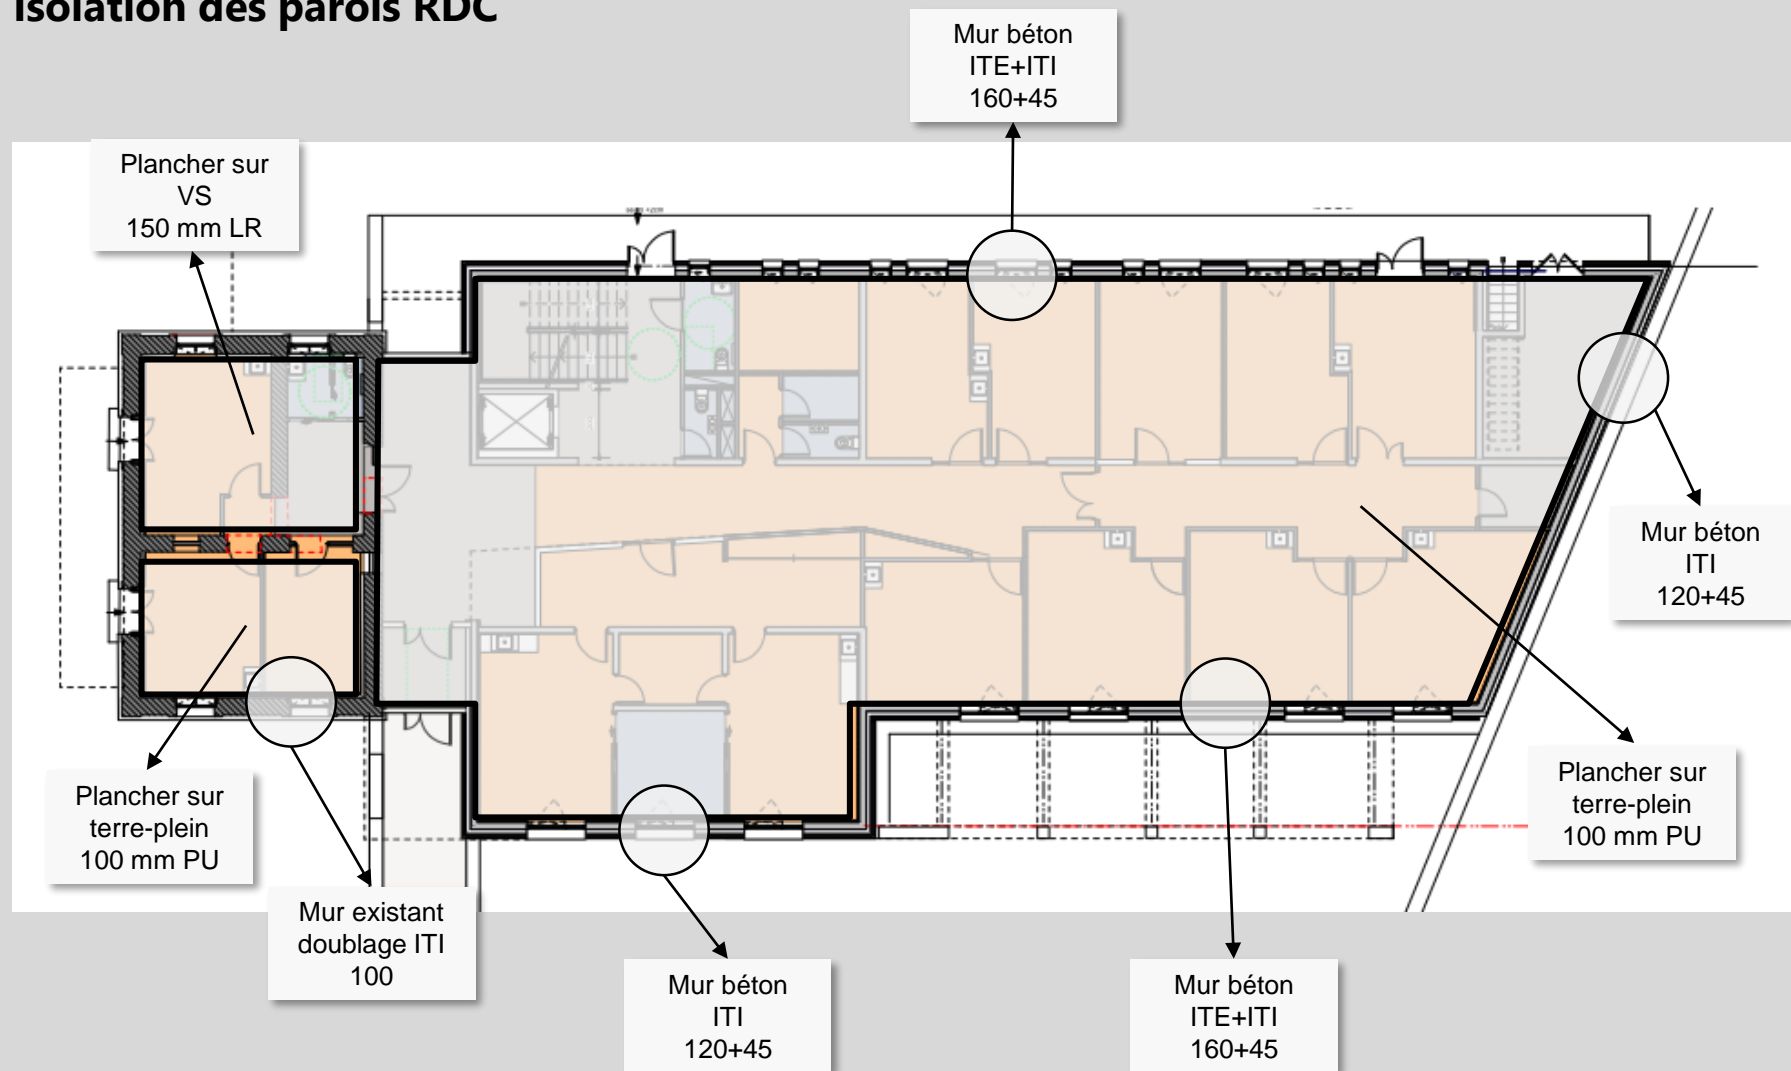 Isolation des parois RDC
Mur béton
ITE+ITI
160+45
Plancher sur
VS
150 mm LR
Mur béton
ITI
120+45
Plancher sur
terre-plein
100 mm PU
Plancher sur
terre-plein
100 mm PU
Mur existant
doublage ITI
100
Mur béton
ITI
120+45
Mur béton
ITE+ITI
160+45